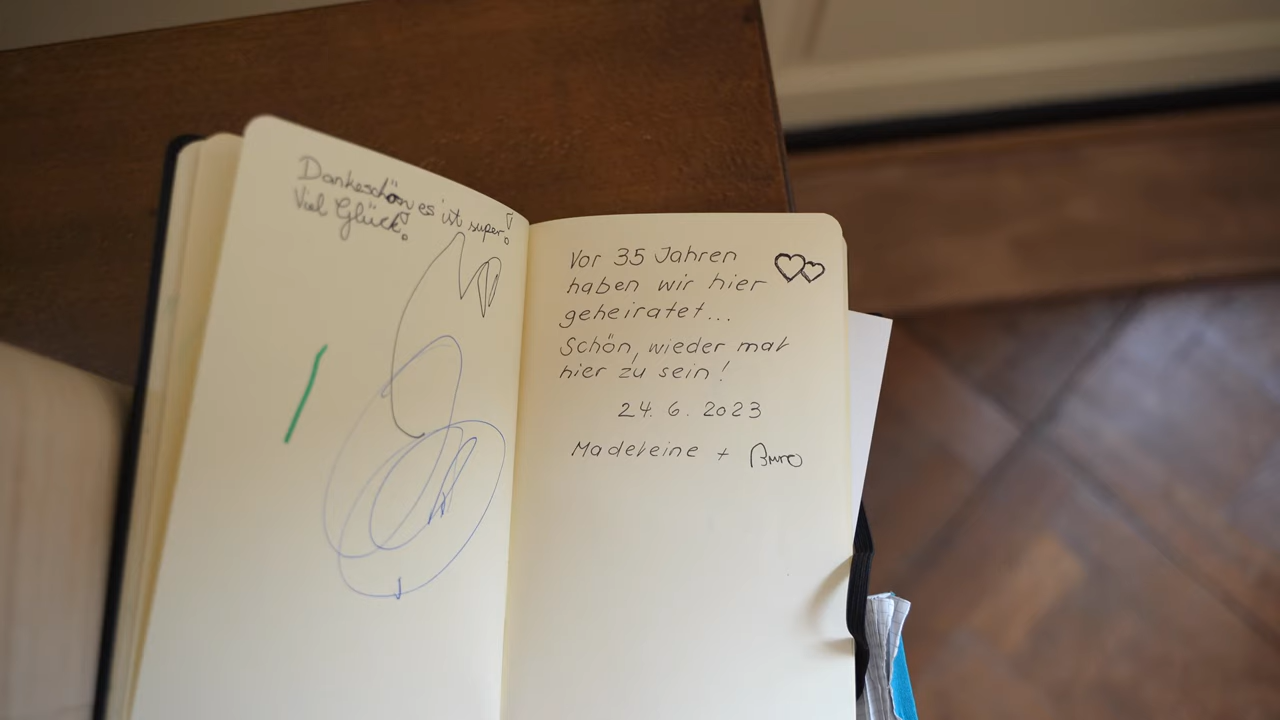 Dankeschön es ist super!
Viel Glück!
Vor 35 Jahren
haben wir hier
geheiratet...
Schön, wieder mal
hier zu sein!
24. 6. 2023
Madeleine + Bruno